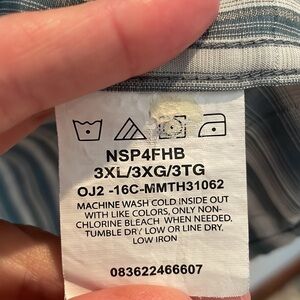 NSP4FHB
3XL/3XG/3TG
OJ2 -16C-MMTH31062
MACHINE WASH COLD INSIDE OUT
WITH LIKE COLORS, ONLY NON-
CHLORINE BLEACH WHEN NEEDED,
TUMBLE DRY LOW OR LINE DRY,
LOW IRON
083622466607